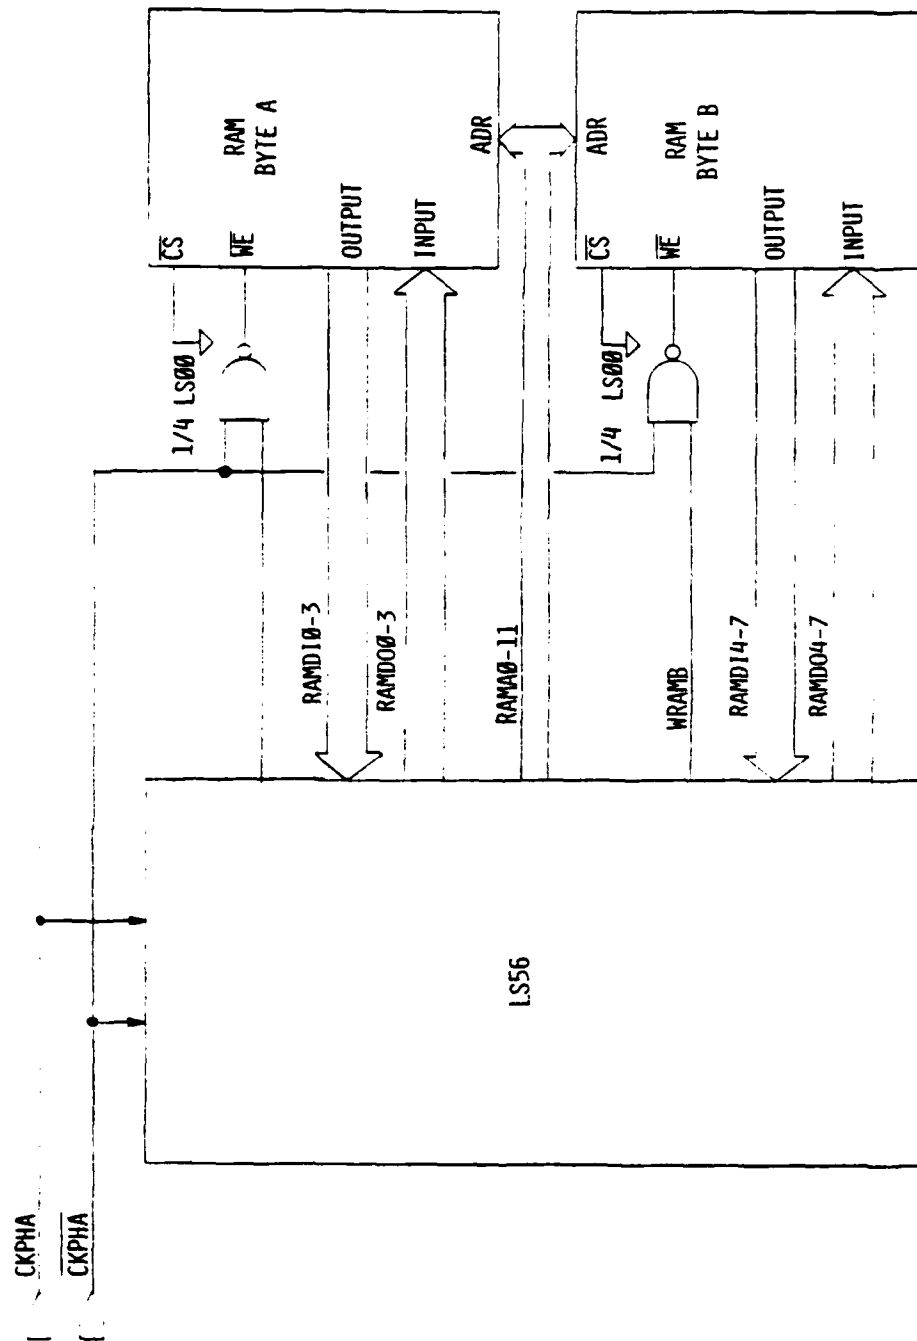 CKPHA
CKPHA
LS56
RAMDI0-3
RAMDO0-3
RAMA0-11
WRAMB
RAMDI4-7
RAMDO4-7
1/4 LS00
1/4 LS00
CS
WE
OUTPUT
INPUT
RAM
BYTE A
ADR
ADR
CS
WE
OUTPUT
INPUT
RAM
BYTE B